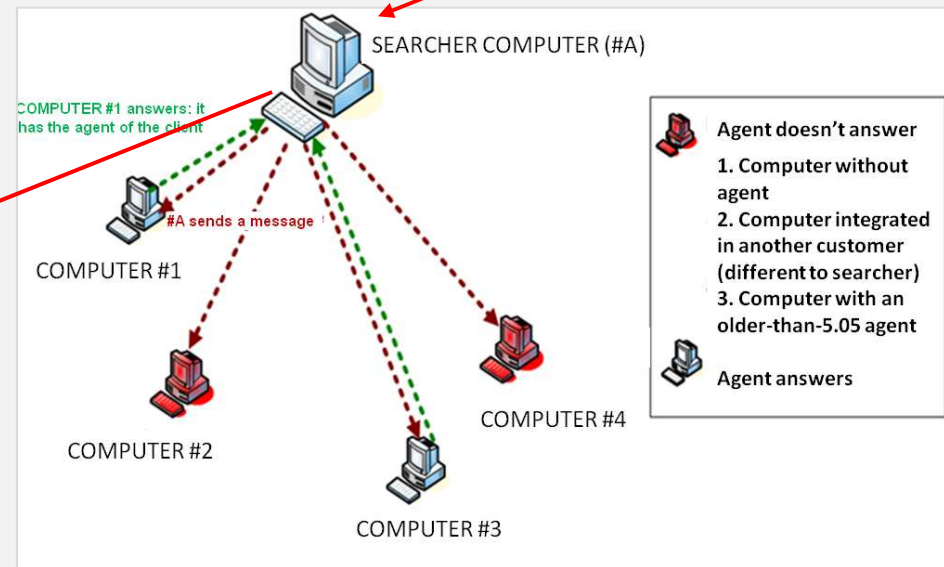 SEARCHER COMPUTER (#A)
COMPUTER #1 answers: it
has the agent of the client
#A sends a message
COMPUTER #1
COMPUTER #2
COMPUTER #4
COMPUTER #3
Agent doesn't answer
1. Computer without
agent
2. Computer integrated
in another customer
(different to searcher)
3. Computer with an
older-than-5.05 agent
Agent answers